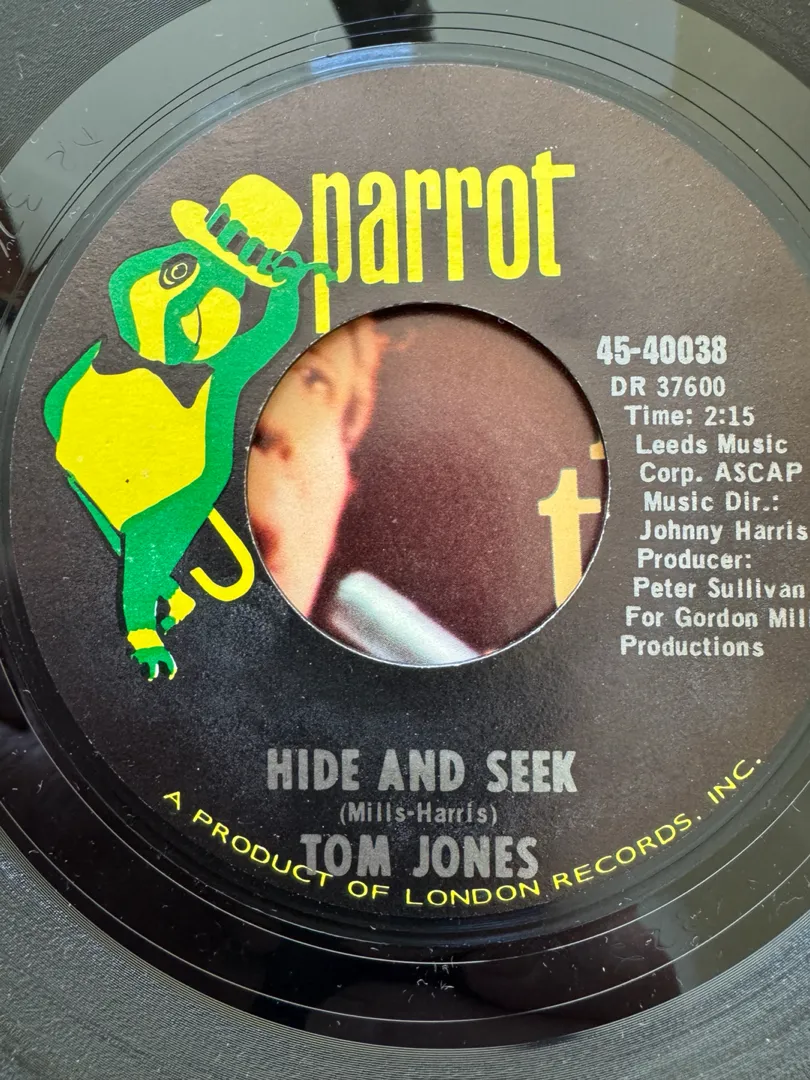 parrot
45-40038
DR 37600
Time: 2:15
Leeds Music
Corp. ASCAP
Music Dir.:
Johnny Harris
Producer:
Peter Sullivan
For Gordon Mil
Productions
t
HIDE AND SEEK
(Mills-Harris)
TOM JONES
A PRODUCT OF LONDON RECORDS, INC.